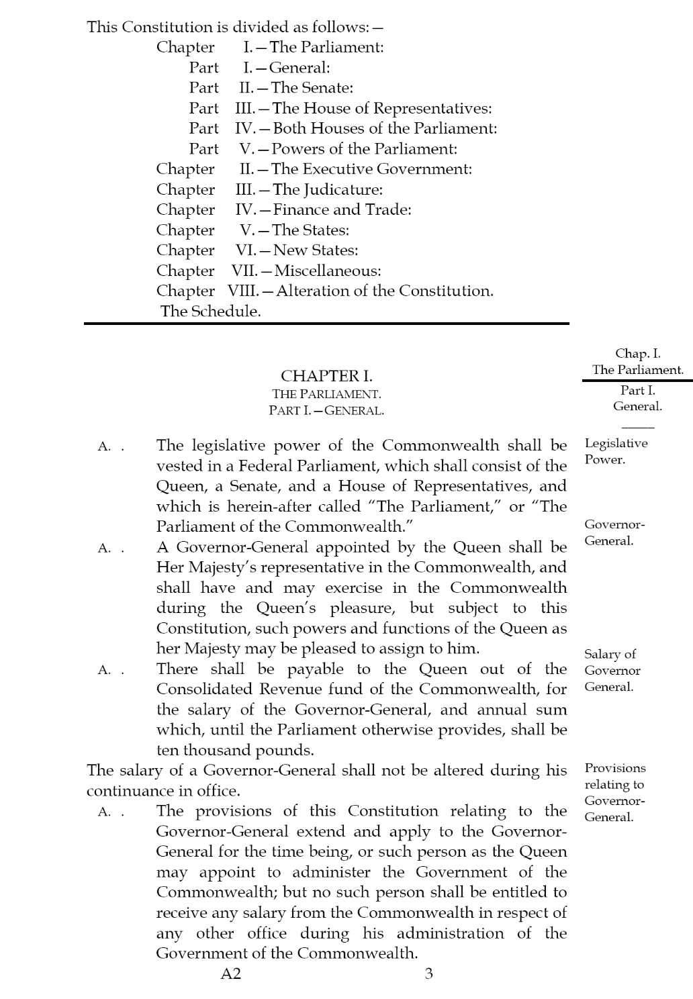 This Constitution is divided as follows:—
Chapter I.—The Parliament:
Part I.—General:
Part II.—The Senate:
Part III.—The House of Representatives:
Part IV.—Both Houses of the Parliament:
Part V.—Powers of the Parliament:
Chapter II.—The Executive Government:
Chapter III.—The Judicature:
Chapter IV.—Finance and Trade:
Chapter V.—The States:
Chapter VI.—New States:
Chapter VII.—Miscellaneous:
Chapter VIII.—Alteration of the Constitution.
The Schedule.
Chap. I.
The Parliament.
Part I.
General.
CHAPTER I.
THE PARLIAMENT.
PART I.—GENERAL.
A. . The legislative power of the Commonwealth shall be
vested in a Federal Parliament, which shall consist of the
Queen, a Senate, and a House of Representatives, and
which is herein-after called “The Parliament,” or “The
Parliament of the Commonwealth.”
Legislative
Power.
A. . A Governor-General appointed by the Queen shall be
Her Majesty’s representative in the Commonwealth, and
shall have and may exercise in the Commonwealth
during the Queen’s pleasure, but subject to this
Constitution, such powers and functions of the Queen as
her Majesty may be pleased to assign to him.
Governor-
General.
A. . There shall be payable to the Queen out of the
Consolidated Revenue fund of the Commonwealth, for
the salary of the Governor-General, and annual sum
which, until the Parliament otherwise provides, shall be
ten thousand pounds.
Salary of
Governor
General.
The salary of a Governor-General shall not be altered during his
continuance in office.
A. . The provisions of this Constitution relating to the
Governor-General extend and apply to the Governor-
General for the time being, or such person as the Queen
may appoint to administer the Government of the
Commonwealth; but no such person shall be entitled to
receive any salary from the Commonwealth in respect of
any other office during his administration of the
Government of the Commonwealth.
Provisions
relating to
Governor-
General.
A2 3